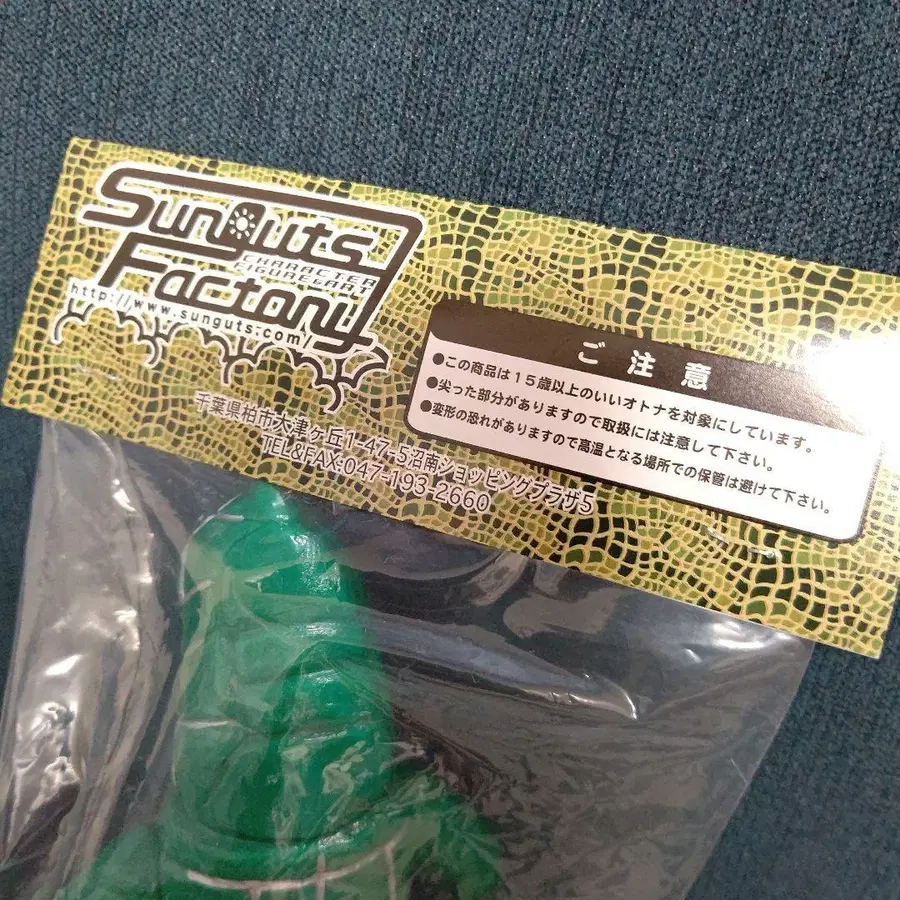 Sunguts
CHARACTER
FIGURE GEAR
Factory
http://www.sunguts.com/
千葉県柏市大津ヶ丘1-47-5沼南ショッピングプラザ5
TEL&FAX:047-193-2660
ご注意
●この商品は15歳以上のいいオトナを対象にしています。
●尖った部分がありますので取扱には注意して下さい。
●変形の恐れがありますので高温となる場所での保管は避けて下さい。